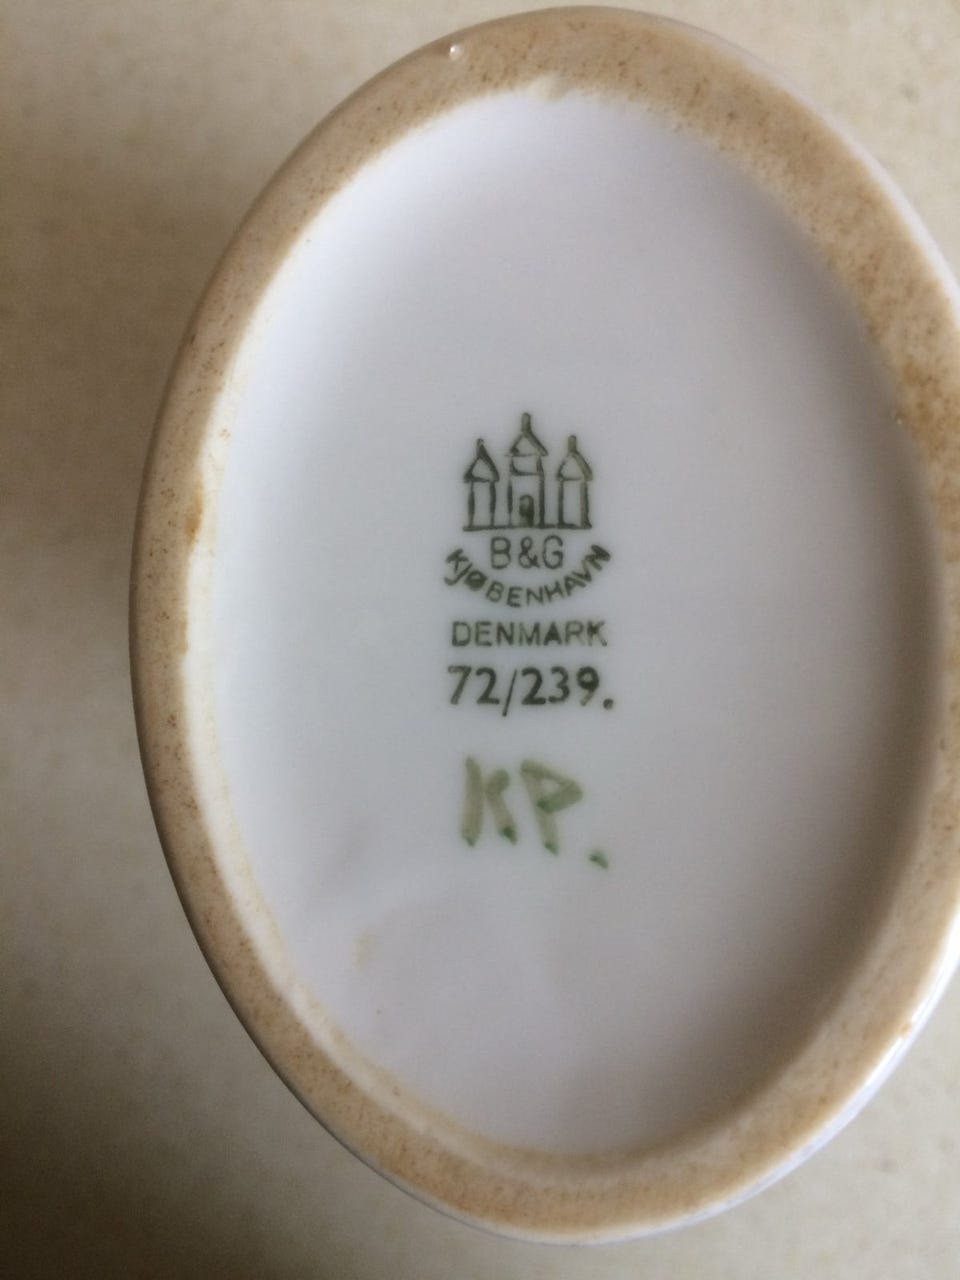 B&G
KJØBENHAVN
DENMARK
72/239.
KP.